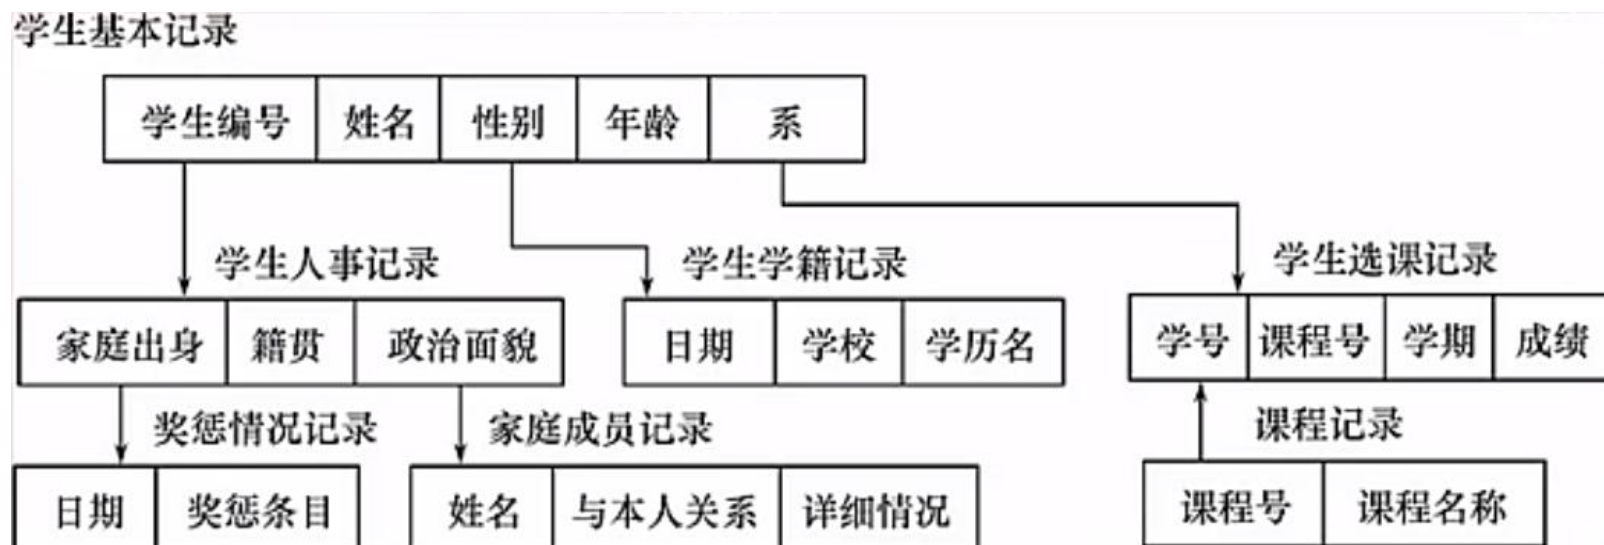 学生基本记录
学生编号 姓名 性别 年龄 系
学生人事记录 学生学籍记录 学生选课记录
家庭出身 籍贯 政治面貌 日期 学校 学历名 学号 课程号 学期 成绩
奖惩情况记录 家庭成员记录 课程记录
日期 奖惩条目 姓名 与本人关系 详细情况 课程号 课程名称